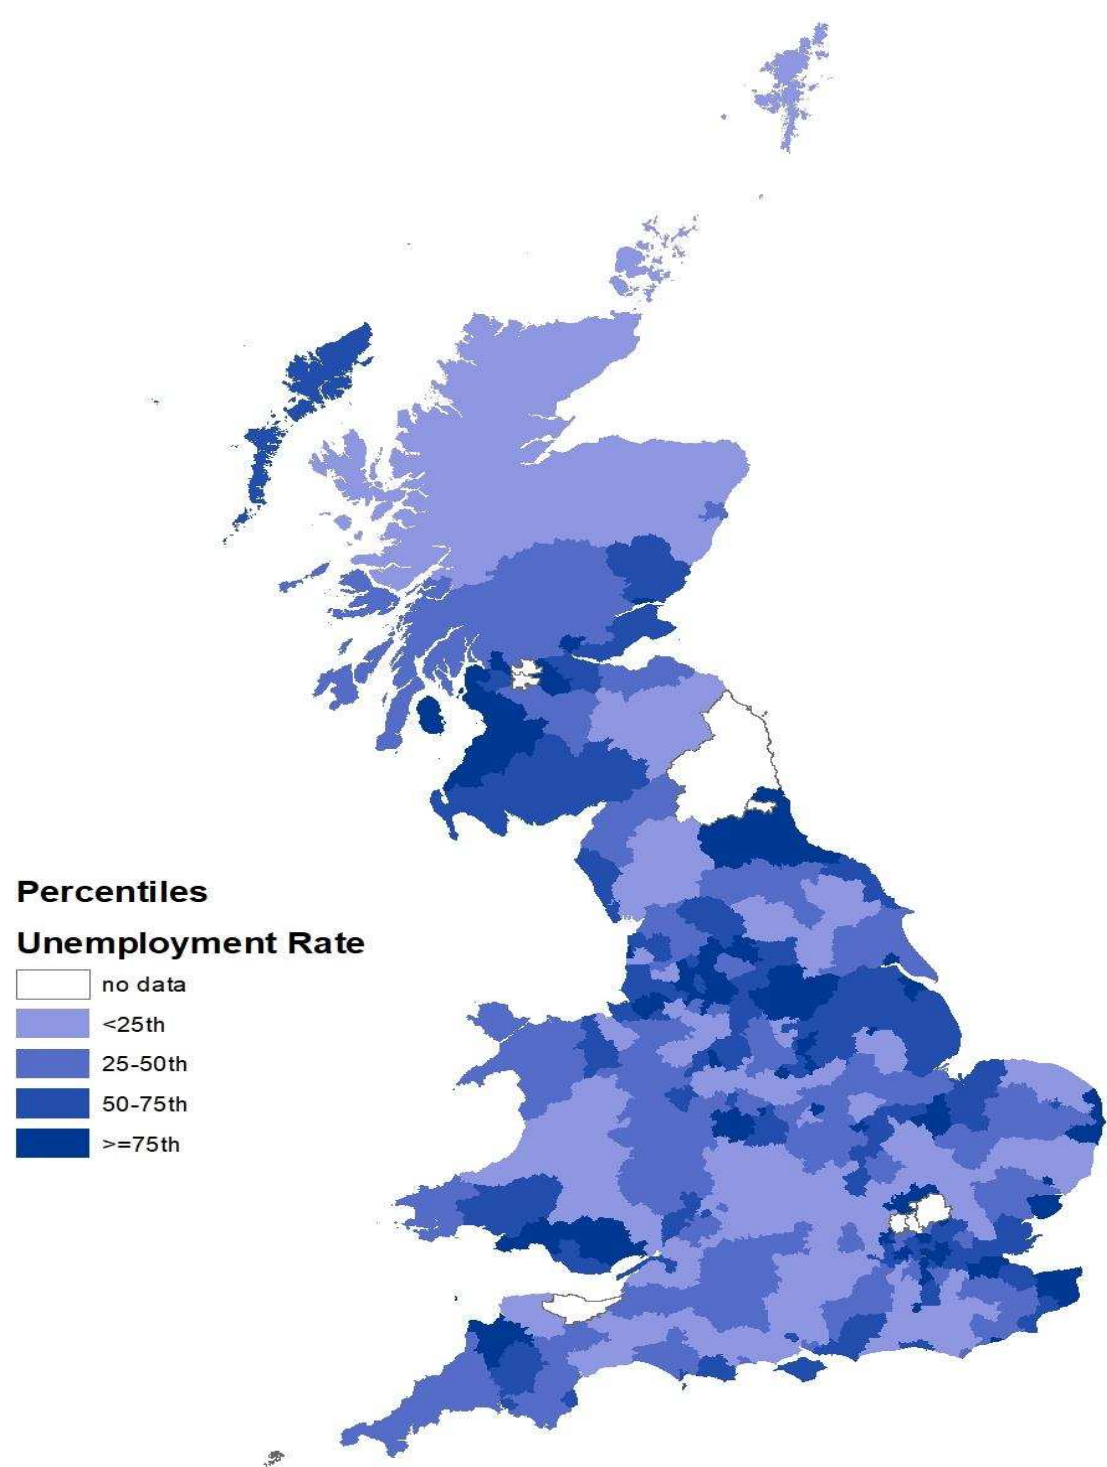 Percentiles
Unemployment Rate
no data
<25th
25-50th
50-75th
>=75th